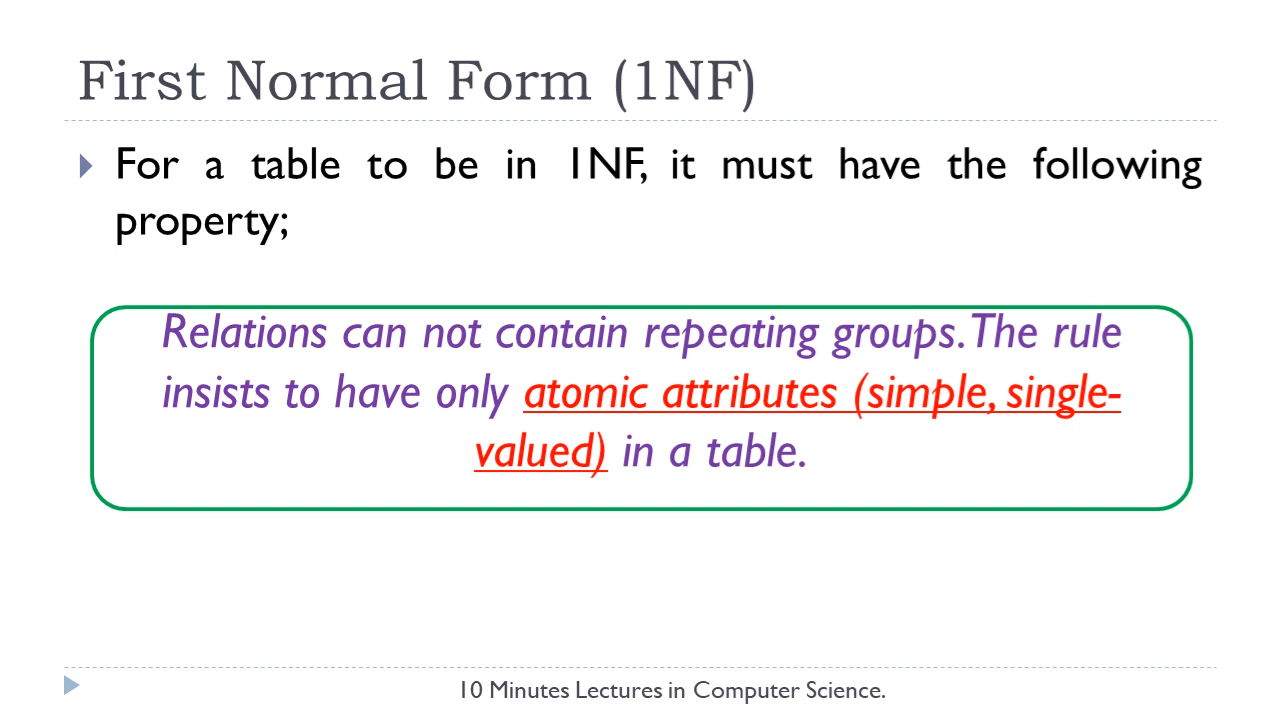 First Normal Form (1NF)
For a table to be in 1NF, it must have the following
property;
Relations can not contain repeating groups. The rule
insists to have only atomic attributes (simple, single-
valued) in a table.
10 Minutes Lectures in Computer Science.